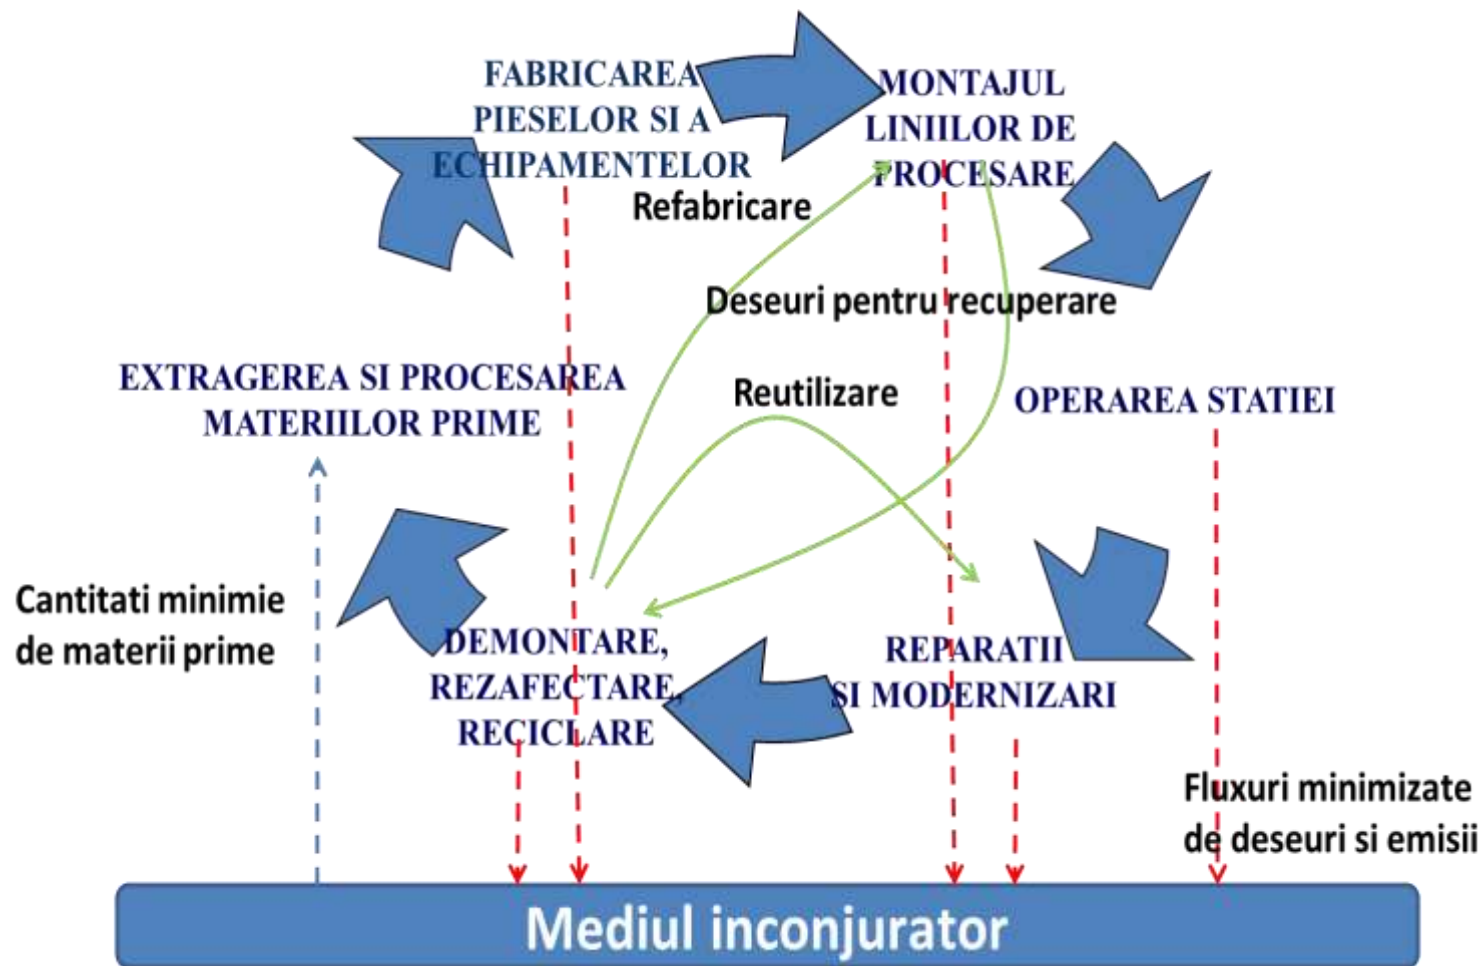 FABRICAREA
PIESELOR SI A
ECHIPAMENTELOR
MONTAJUL
LINIILOR DE
PROCESARE
Refabricare
Deseuri pentru recuperare
EXTRAGEREA SI PROCESAREA
MATERIILOR PRIME
Reutilizare
OPERAREA STATIEI
Cantitati minimie
de materii prime
DEMONTARE,
REZAFECTARE,
RECICLARE
REPARATII
SI MODERNIZARI
Fluxuri minimizate
de deseuri si emisii
Mediul inconjurator